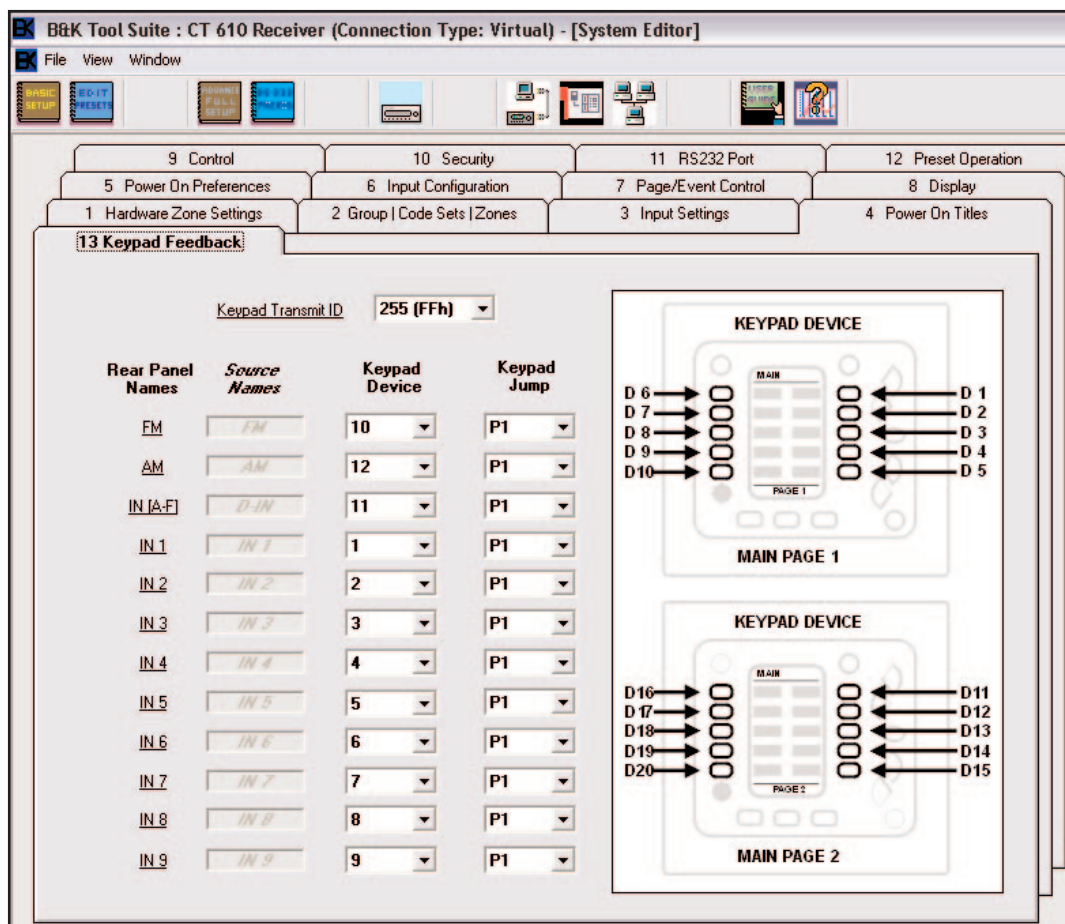 B&K Tool Suite : CT 610 Receiver (Connection Type: Virtual) - [System Editor]
File View Window
BASIC SETUP EDIT PRESETS ADVANCE FULL SETUP USER GUIDE
9 Control 10 Security 11 RS232 Port 12 Preset Operation
5 Power On Preferences 6 Input Configuration 7 Page/Event Control 8 Display
1 Hardware Zone Settings 2 Group | Code Sets | Zones 3 Input Settings 4 Power On Titles
13 Keypad Feedback
Keypad Transmit ID 255 (FFh)
Rear Panel Names Source Names Keypad Device Keypad Jump
FM FM 10 P1
AM AM 12 P1
IN [A-F] D-IN 11 P1
IN 1 IN 1 1 P1
IN 2 IN 2 2 P1
IN 3 IN 3 3 P1
IN 4 IN 4 4 P1
IN 5 IN 5 5 P1
IN 6 IN 6 6 P1
IN 7 IN 7 7 P1
IN 8 IN 8 8 P1
IN 9 IN 9 9 P1
KEYPAD DEVICE
MAIN
D 6 D 1
D 7 D 2
D 8 D 3
D 9 D 4
D10 D 5
PAGE 1
MAIN PAGE 1
KEYPAD DEVICE
MAIN
D16 D11
D17 D12
D18 D13
D19 D14
D20 D15
PAGE 2
MAIN PAGE 2